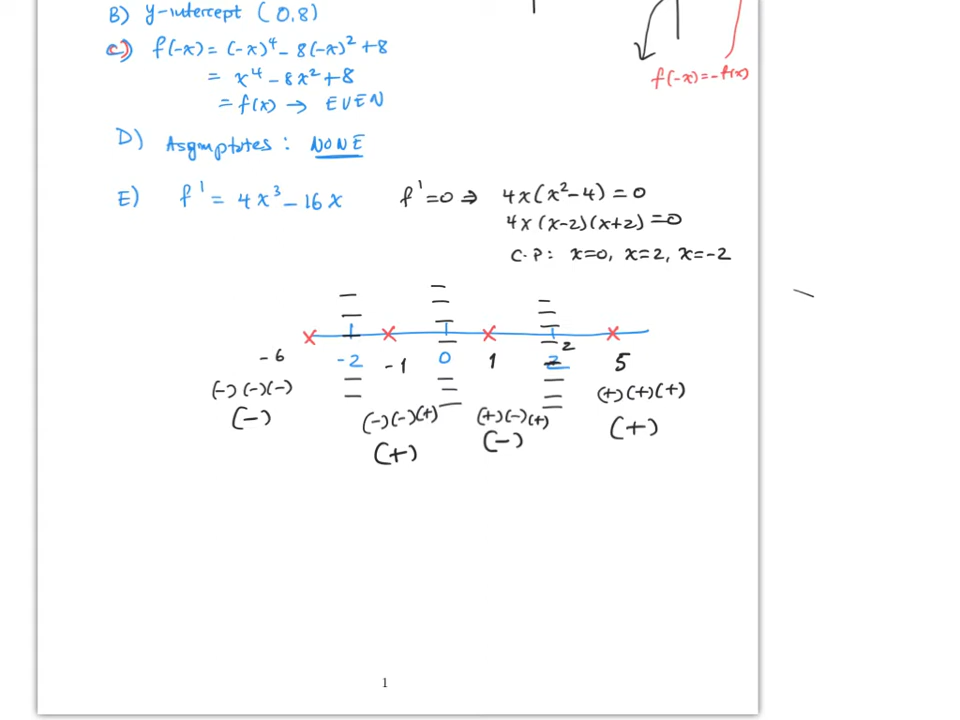 B) y-intercept (0,8)
C) f(-x) = (-x)⁴ - 8(-x)² + 8
= x⁴ - 8x² + 8
= f(x) → EVEN
f(-x) = -f(x)
D) Asymptotes : NONE
E) f' = 4x³ - 16x f' = 0 ⇒ 4x(x² - 4) = 0
4x(x-2)(x+2) = 0
C.P: x=0, x=2, x=-2
-6 -2 -1 0 1 2 5
(-)(-)(-) (-)(-)(+) (+)(-)(+) (+)(+)(+)
(-) (+) (-) (+)
1